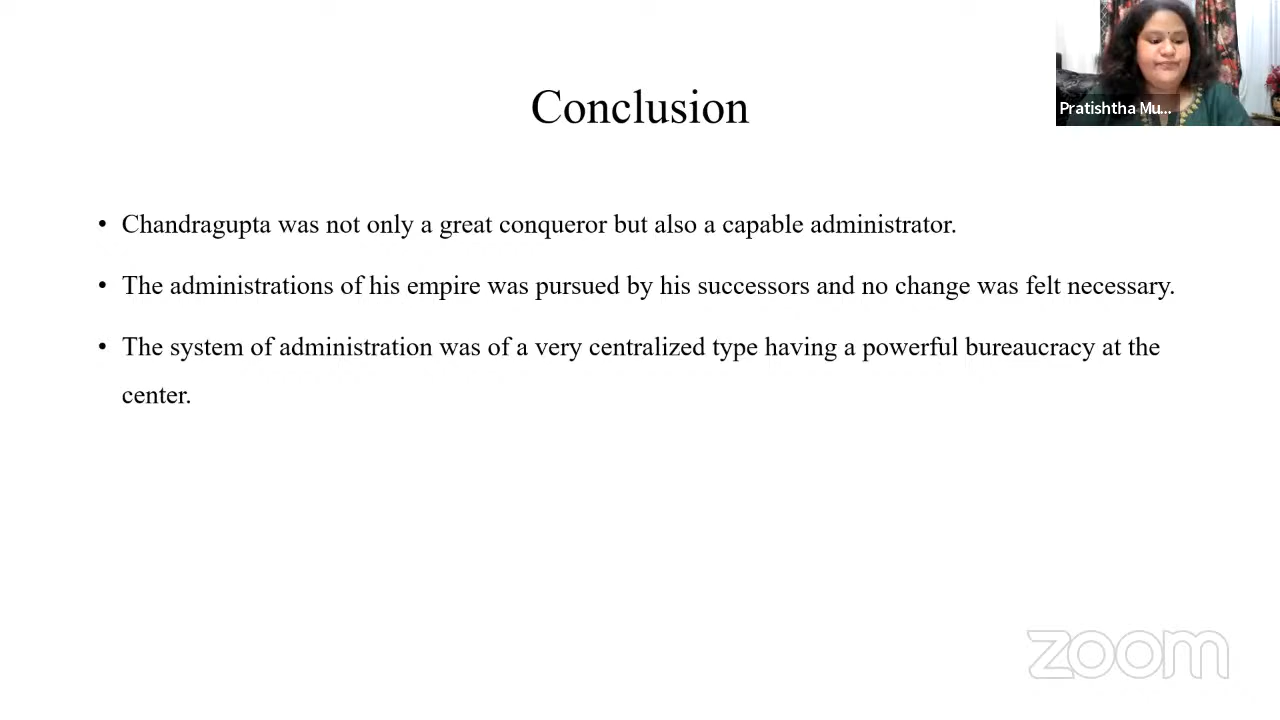 Conclusion
Pratishtha Mu...
• Chandragupta was not only a great conqueror but also a capable administrator.
• The administrations of his empire was pursued by his successors and no change was felt necessary.
• The system of administration was of a very centralized type having a powerful bureaucracy at the
center.
zoom